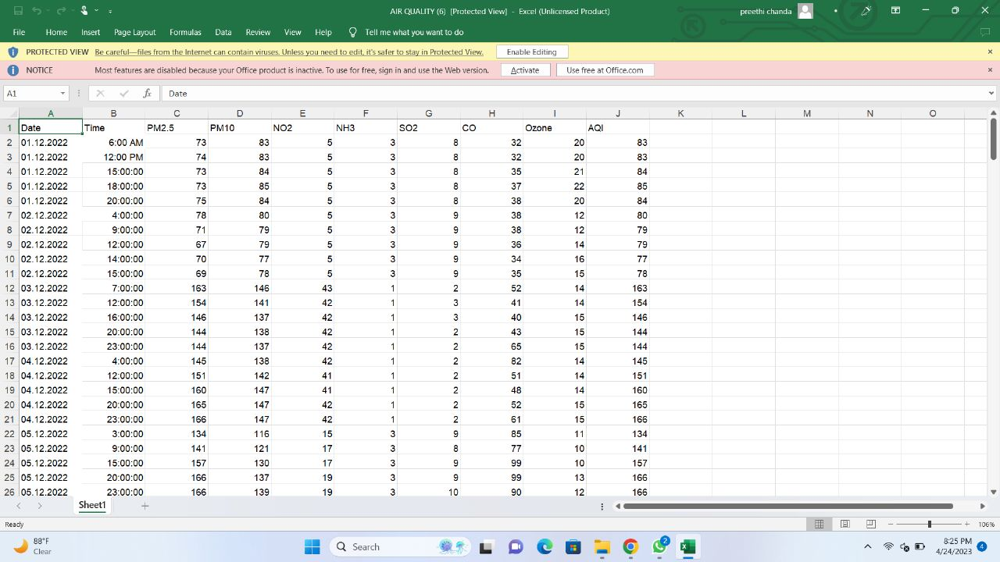 AIR QUALITY (6) [Protected View] - Excel (Unlicensed Product)
preethi chanda
File Home Insert Page Layout Formulas Data Review View Help Tell me what you want to do
PROTECTED VIEW Be careful—files from the Internet can contain viruses. Unless you need to edit, it's safer to stay in Protected View. Enable Editing
NOTICE Most features are disabled because your Office product is inactive. To use for free, sign in and use the Web version. Activate Use free at Office.com
A1 fx Date
A B C D E F G H I J K L M N O
1 Date Time PM2.5 PM10 NO2 NH3 SO2 CO Ozone AQI
2 01.12.2022 6:00 AM 73 83 5 3 8 32 20 83
3 01.12.2022 12:00 PM 74 83 5 3 8 32 20 83
4 01.12.2022 15:00:00 73 84 5 3 8 35 21 84
5 01.12.2022 18:00:00 73 85 5 3 8 37 22 85
6 01.12.2022 20:00:00 75 84 5 3 8 38 20 84
7 02.12.2022 4:00:00 78 80 5 3 9 38 12 80
8 02.12.2022 9:00:00 71 79 5 3 9 38 12 79
9 02.12.2022 12:00:00 67 79 5 3 9 36 14 79
10 02.12.2022 14:00:00 70 77 5 3 9 34 16 77
11 02.12.2022 15:00:00 69 78 5 3 9 35 15 78
12 03.12.2022 7:00:00 163 146 43 1 2 52 14 163
13 03.12.2022 12:00:00 154 141 42 1 3 41 14 154
14 03.12.2022 16:00:00 146 137 42 1 3 40 15 146
15 03.12.2022 20:00:00 144 138 42 1 2 43 15 144
16 03.12.2022 23:00:00 144 137 42 1 2 65 15 144
17 04.12.2022 4:00:00 145 138 42 1 2 82 14 145
18 04.12.2022 12:00:00 151 142 41 1 2 51 14 151
19 04.12.2022 15:00:00 160 147 41 1 2 48 14 160
20 04.12.2022 20:00:00 165 147 42 1 2 52 15 165
21 04.12.2022 23:00:00 166 147 42 1 2 61 15 166
22 05.12.2022 3:00:00 134 116 15 3 9 85 11 134
23 05.12.2022 9:00:00 141 121 17 3 8 77 10 141
24 05.12.2022 15:00:00 157 130 17 3 9 99 10 157
25 05.12.2022 20:00:00 166 137 19 3 9 99 13 166
26 05.12.2022 23:00:00 166 139 19 3 10 90 12 166
Sheet1
Ready 106%
88°F
Clear
Search
2
8:25 PM
4/24/2023
4